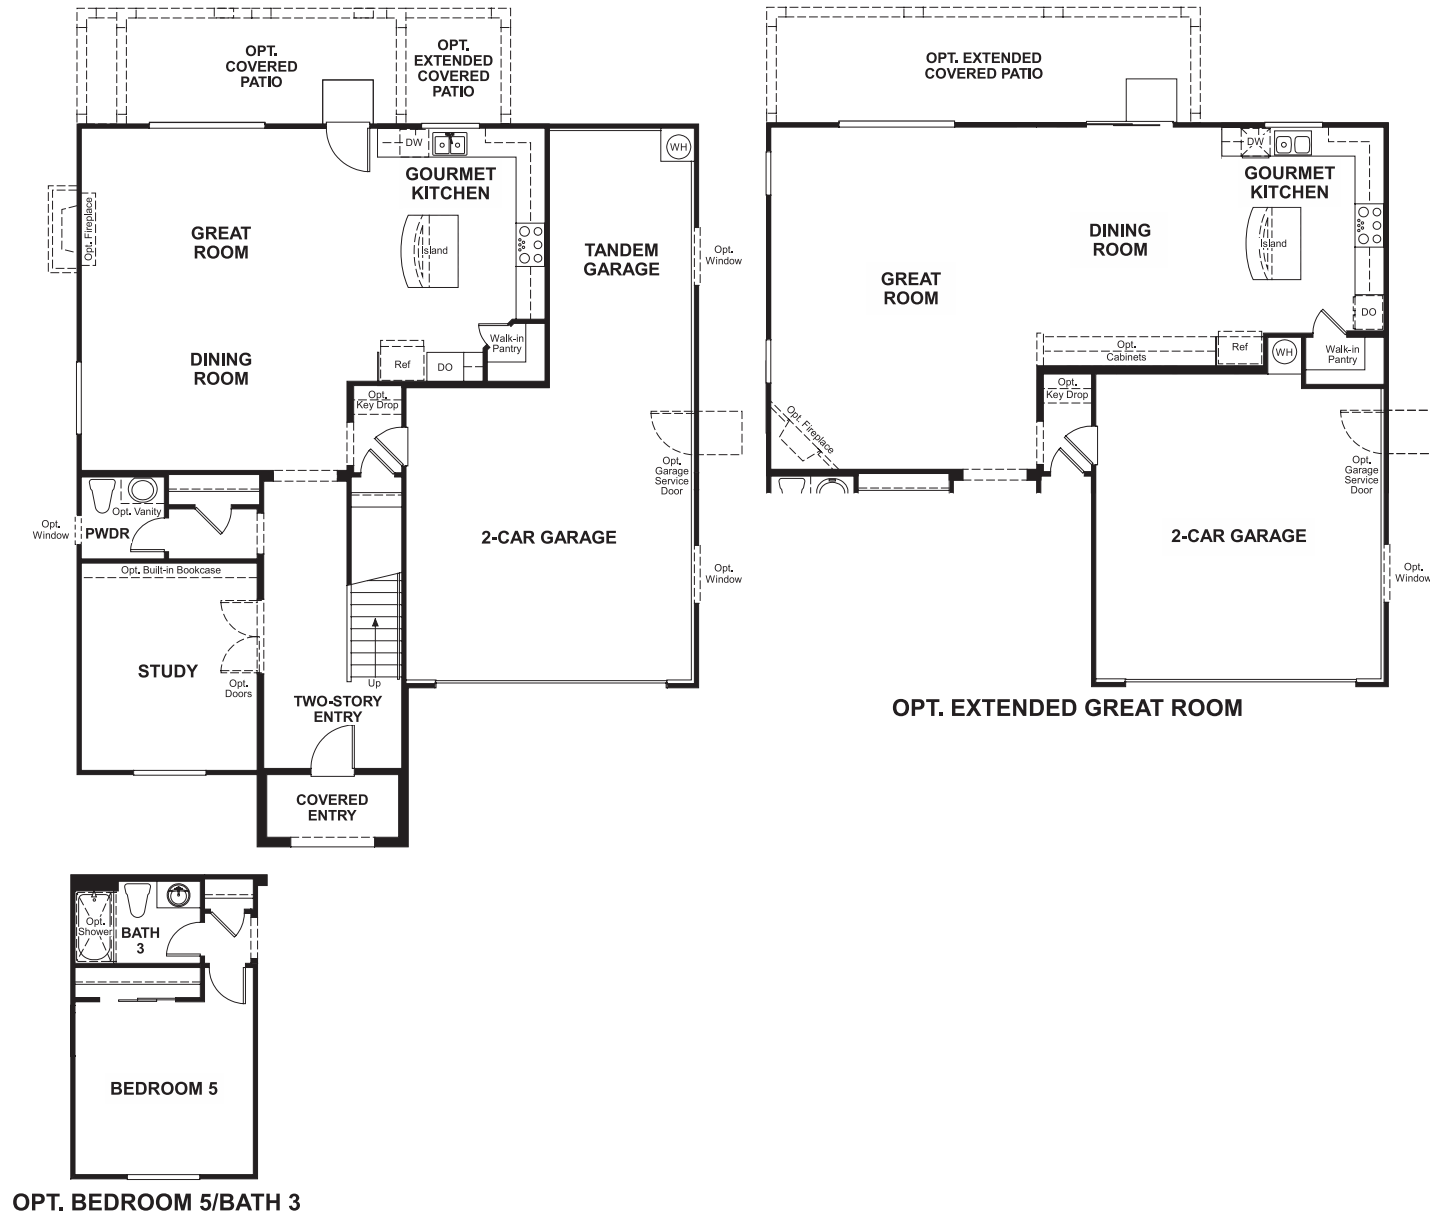 OPT.
COVERED
PATIO
OPT.
EXTENDED
COVERED
PATIO
DW
WH
GOURMET
KITCHEN
Opt. Fireplace
GREAT
ROOM
Island
TANDEM
GARAGE
Opt.
Window
Walk-in
Pantry
DINING
ROOM
Ref
DO
Opt.
Key Drop
Opt.
Garage
Service
Door
Opt. Vanity
Opt.
Window
PWDR
2-CAR GARAGE
Opt. Built-in Bookcase
Opt.
Window
STUDY
Opt.
Doors
Up
TWO-STORY
ENTRY
COVERED
ENTRY
OPT. EXTENDED
COVERED PATIO
DW
GOURMET
KITCHEN
DINING
ROOM
Island
GREAT
ROOM
DO
Opt.
Cabinets
Ref
WH
Walk-in
Pantry
Opt.
Key Drop
Opt. Fireplace
Opt.
Garage
Service
Door
2-CAR GARAGE
Opt.
Window
OPT. EXTENDED GREAT ROOM
Opt.
Shower
BATH
3
BEDROOM 5
OPT. BEDROOM 5/BATH 3